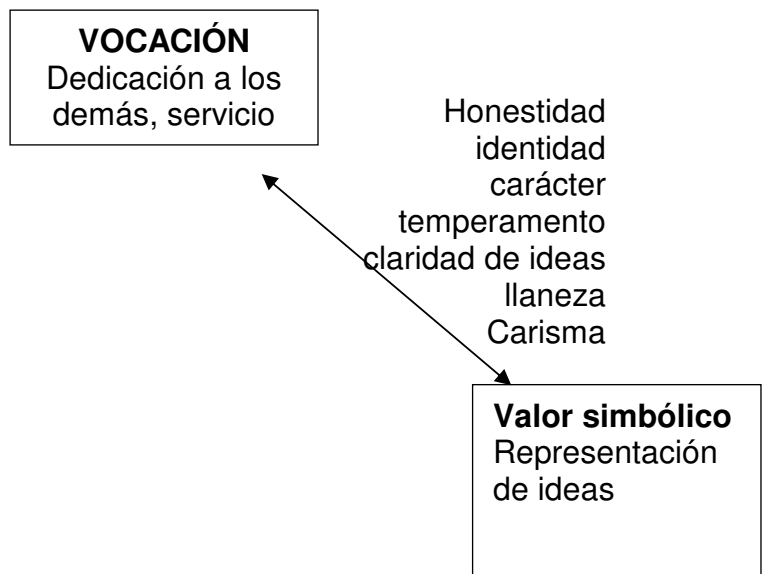 VOCACIÓN
Dedicación a los
demás, servicio
Honestidad
identidad
carácter
temperamento
claridad de ideas
llaneza
Carisma
Valor simbólico
Representación
de ideas